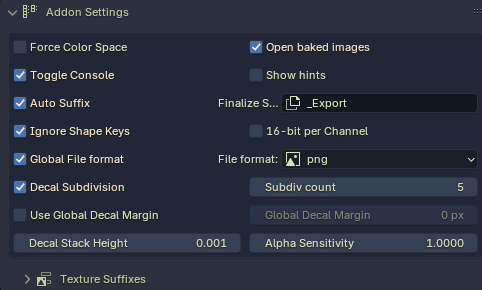 Addon Settings
Force Color Space
Open baked images
Toggle Console
Show hints
Auto Suffix
Finalize S... _Export
Ignore Shape Keys
16-bit per Channel
Global File format
File format: png
Decal Subdivision
Subdiv count 5
Use Global Decal Margin
Global Decal Margin 0 px
Decal Stack Height 0.001
Alpha Sensitivity 1.0000
Texture Suffixes